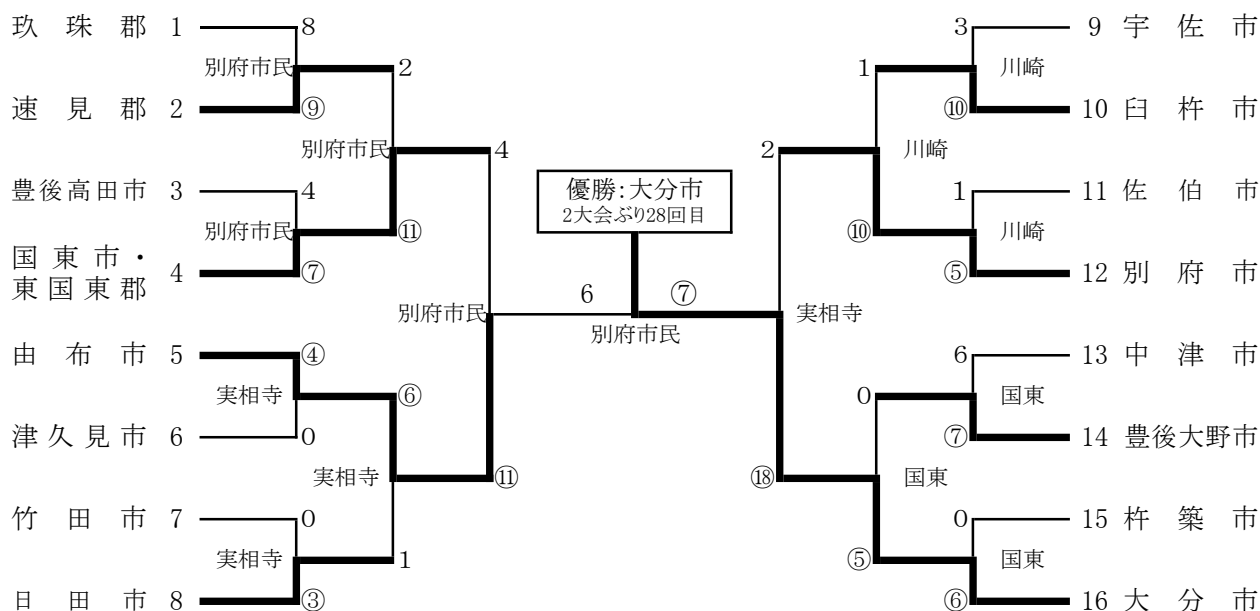 玖珠郡 1 8 3 9 宇佐市
別府市民 2 1 川崎
速見郡 2 ⑨ ⑩ 10 臼杵市
別府市民 4 2 川崎
優勝:大分市
2大会ぶり28回目
豊後高田市 3 4 1 11 佐伯市
別府市民 ⑪ ⑩ 川崎
国東市・
東国東郡 4 ⑦ ⑤ 12 別府市
別府市民 6 ⑦ 実相寺
別府市民
由布市 5 ④ 6 13 中津市
実相寺 ⑥ 0 国東
津久見市 6 0 ⑦ 14 豊後大野市
実相寺 ⑪ ⑱ 国東
竹田市 7 0 0 15 杵築市
実相寺 1 ⑤ 国東
日田市 8 ③ ⑥ 16 大分市